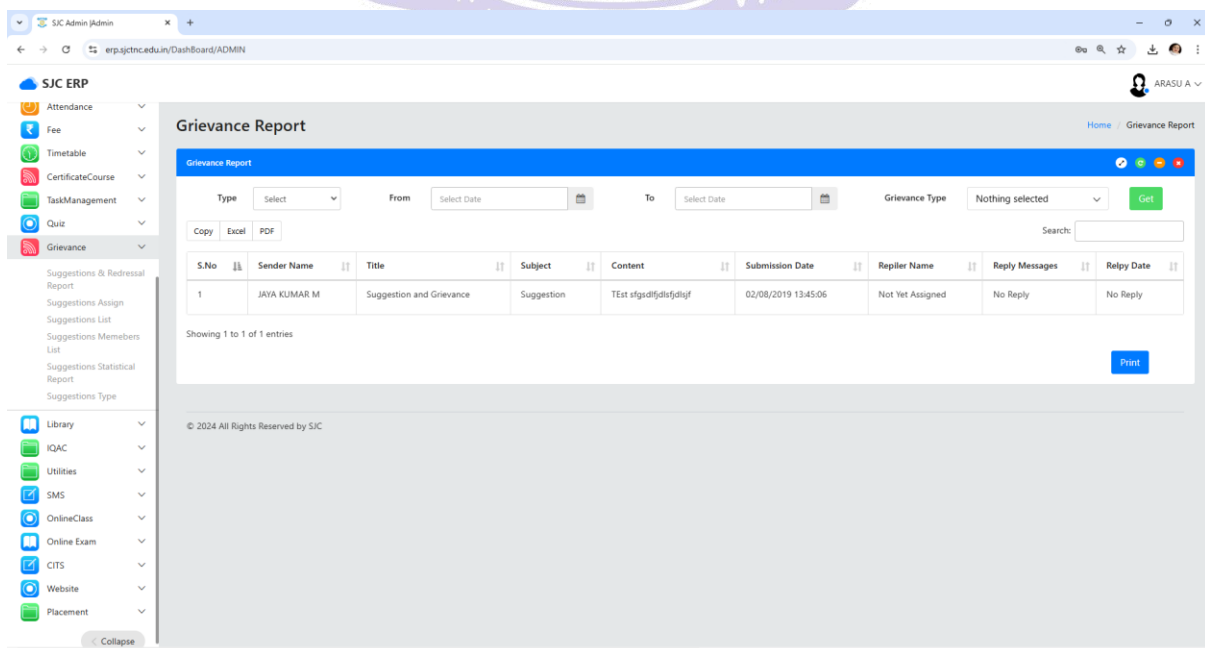 SJC Admin |Admin
erp.sjctnc.edu.in/DashBoard/ADMIN
SJC ERP
ARASU A
Attendance
Fee
Timetable
CertificateCourse
TaskManagement
Quiz
Grievance
Suggestions & Redressal
Report
Suggestions Assign
Suggestions List
Suggestions Memebers
List
Suggestions Statistical
Report
Suggestions Type
Library
IQAC
Utilities
SMS
OnlineClass
Online Exam
CITS
Website
Placement
Collapse
Grievance Report
Home / Grievance Report
Grievance Report
Type Select From Select Date To Select Date Grievance Type Nothing selected Get
Copy Excel PDF Search:
S.No Sender Name Title Subject Content Submission Date Repiler Name Reply Messages Relpy Date
1 JAYA KUMAR M Suggestion and Grievance Suggestion TEst sfgsdlfjdlsfjdlsjf 02/08/2019 13:45:06 Not Yet Assigned No Reply No Reply
Showing 1 to 1 of 1 entries
Print
© 2024 All Rights Reserved by SJC